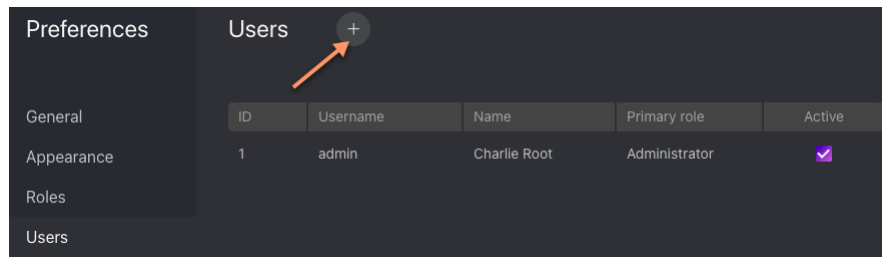 Preferences
Users +
General
Appearance
Roles
Users
ID Username Name Primary role Active
1 admin Charlie Root Administrator